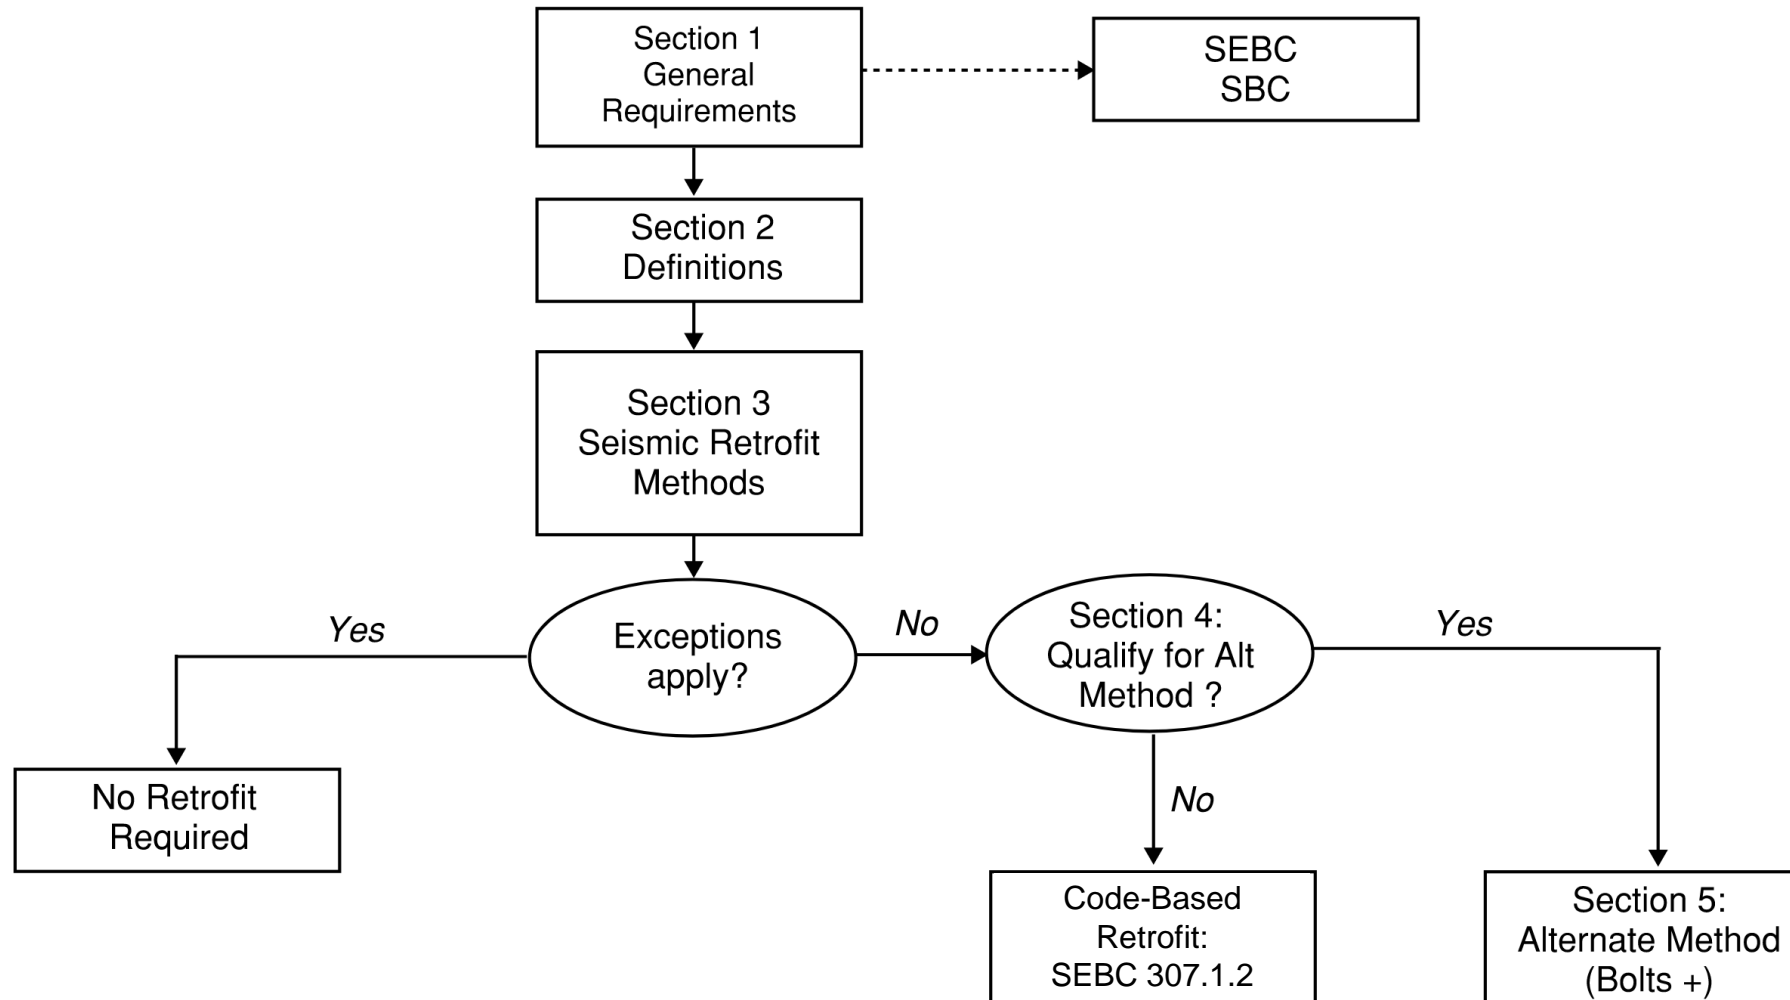 Section 1
General
Requirements
SEBC
SBC
Section 2
Definitions
Section 3
Seismic Retrofit
Methods
Yes
Exceptions
apply?
No
Section 4:
Qualify for Alt
Method ?
Yes
No Retrofit
Required
No
Code-Based
Retrofit:
SEBC 307.1.2
Section 5:
Alternate Method
(Bolts +)